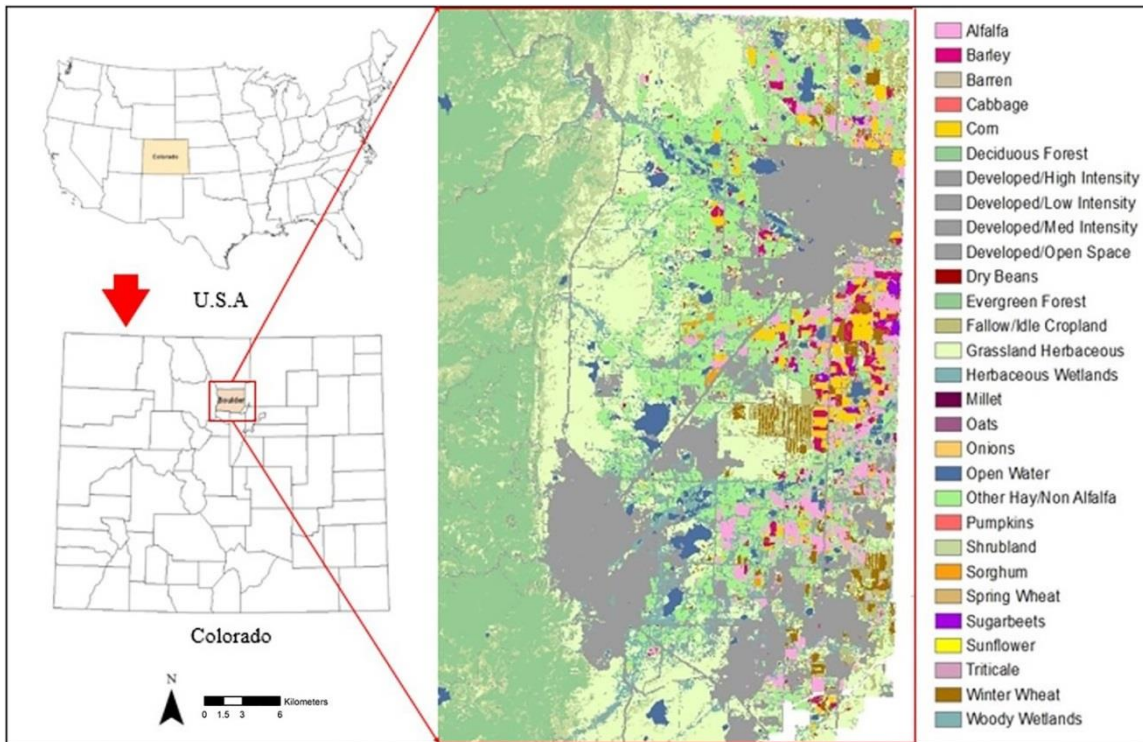 Colorado
U.S.A
Boulder
Colorado
N
Kilometers
0 1.5 3 6
Alfalfa
Barley
Barren
Cabbage
Corn
Deciduous Forest
Developed/High Intensity
Developed/Low Intensity
Developed/Med Intensity
Developed/Open Space
Dry Beans
Evergreen Forest
Fallow/Idle Cropland
Grassland Herbaceous
Herbaceous Wetlands
Millet
Oats
Onions
Open Water
Other Hay/Non Alfalfa
Pumpkins
Shrubland
Sorghum
Spring Wheat
Sugarbeets
Sunflower
Triticale
Winter Wheat
Woody Wetlands